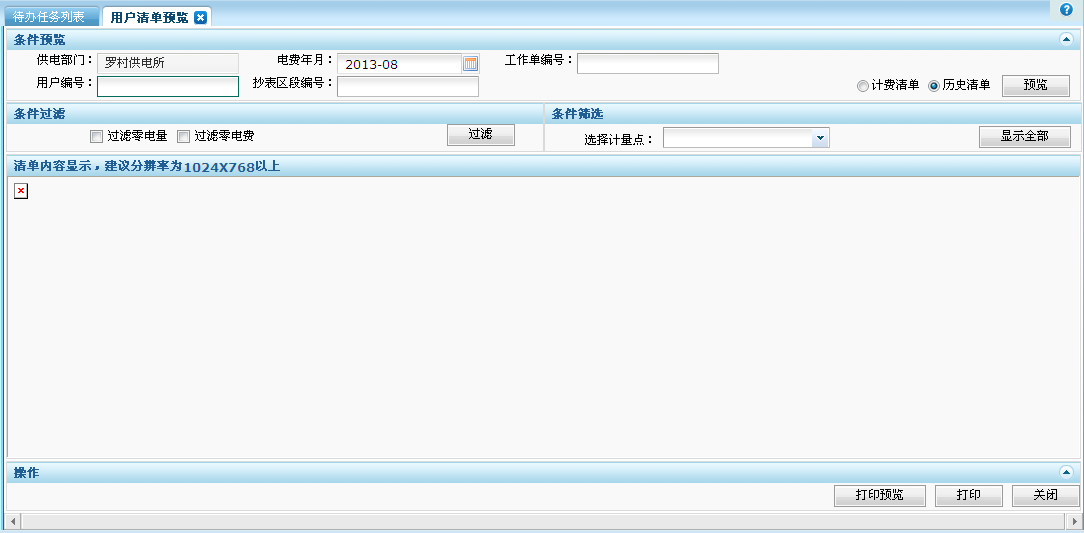 待办任务列表 用户清单预览
条件预览
供电部门： 罗村供电所 电费年月： 2013-08 工作单编号：
用户编号： 抄表区段编号： 计费清单 历史清单 预览
条件过滤 条件筛选
过滤零电量 过滤零电费 过滤 选择计量点： 显示全部
清单内容显示，建议分辨率为1024X768以上
操作
打印预览 打印 关闭